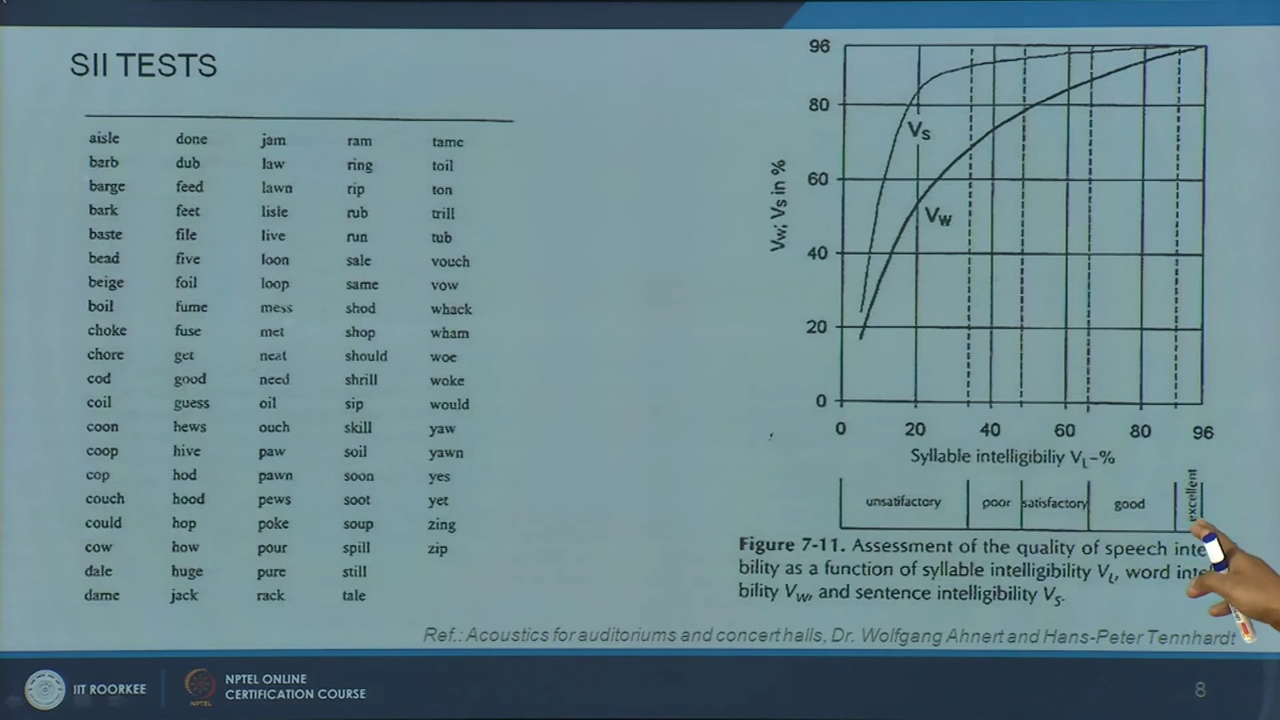 SII TESTS
aisle done jam ram tame
barb dub law ring toil
barge feed lawn rip ton
bark feet lisle rub trill
baste file live run tub
bead five loon sale vouch
beige foil loop same vow
boil fume mess shod whack
choke fuse met shop wham
chore get neat should woe
cod good need shrill woke
coil guess oil sip would
coon hews ouch skill yaw
coop hive paw soil yawn
cop hod pawn soon yes
couch hood pews soot yet
could hop poke soup zing
cow how pour spill zip
dale huge pure still
dame jack rack tale
96
80
60
40
20
0
Vw; Vs in %
VS
VW
0 20 40 60 80 96
Syllable intelligibiliy VL-%
unsatifactory poor satisfactory good excellent
Figure 7-11. Assessment of the quality of speech inte
bility as a function of syllable intelligibility VL, word inte
bility VW, and sentence intelligibility VS.
Ref.: Acoustics for auditoriums and concert halls, Dr. Wolfgang Ahnert and Hans-Peter Tennhardt
IIT ROORKEE
NPTEL
NPTEL ONLINE
CERTIFICATION COURSE
8